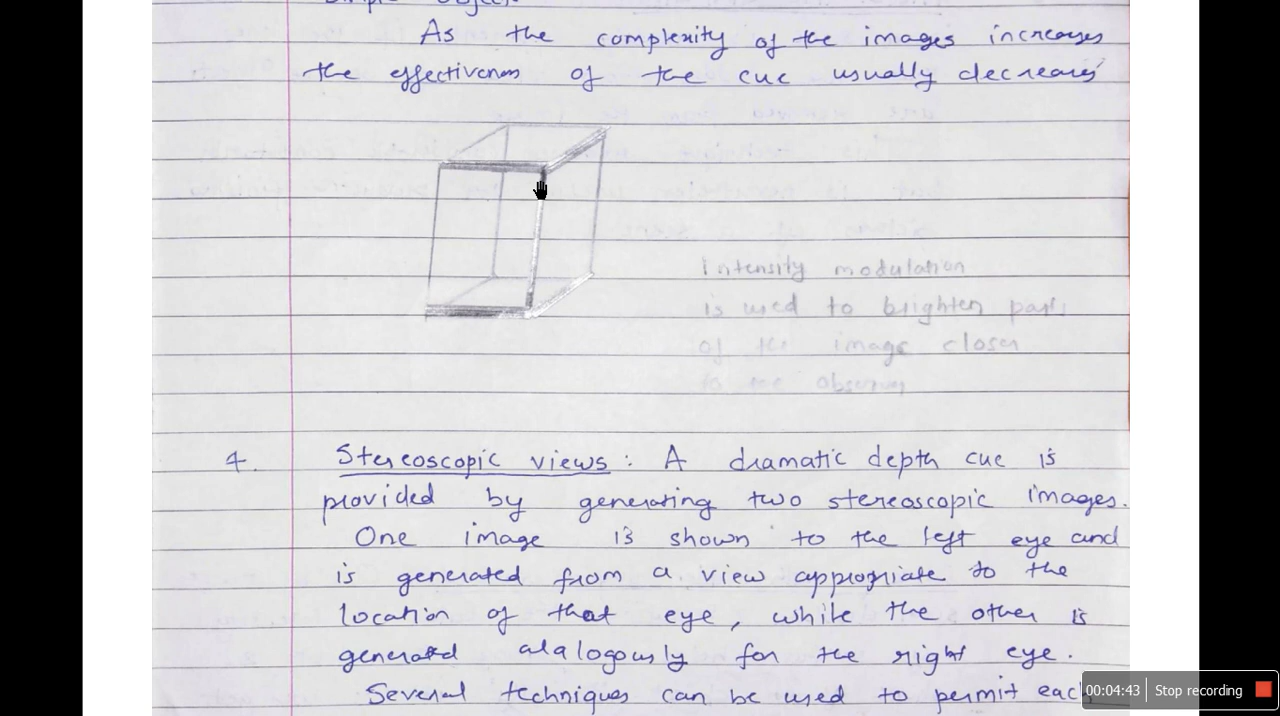 simple object.
As the complexity of the images increases
the effectiveness of the cue usually decreases
Intensity modulation
is used to brighten parts
of the image closer
observer
4. Stereoscopic views : A dramatic depth cue is
provided by generating two stereoscopic images.
One image is shown to the left eye and
is generated from a view appropriate to the
location of that eye, while the other is
generated alalogously for the right eye.
Several techniques can be used to permit each
00:04:43 Stop recording